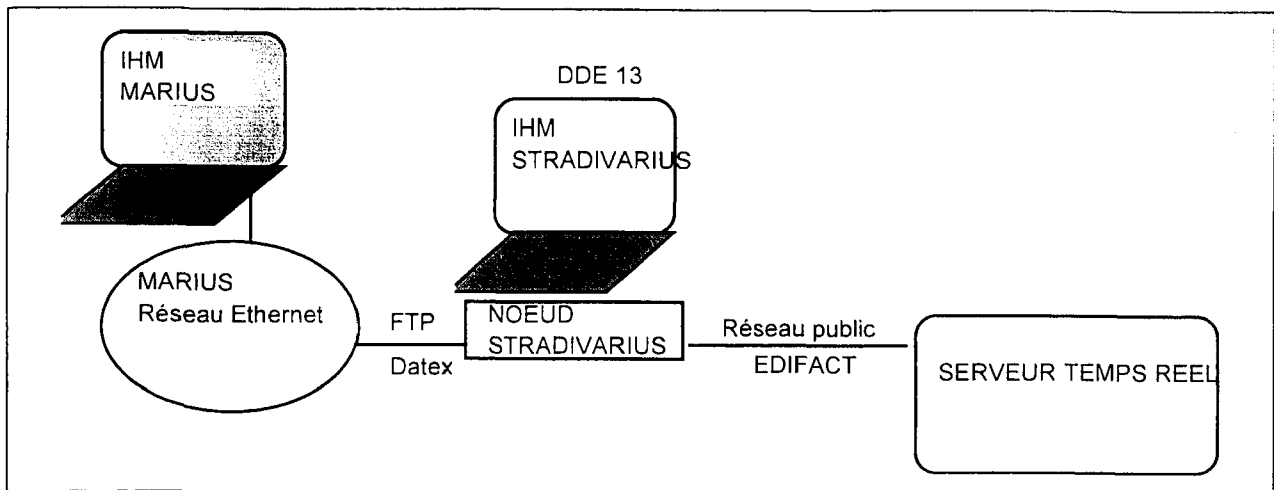 IHM
MARIUS
DDE 13
IHM
STRADIVARIUS
MARIUS
Réseau Ethernet
FTP
Datex
NOEUD
STRADIVARIUS
Réseau public
EDIFACT
SERVEUR TEMPS REEL